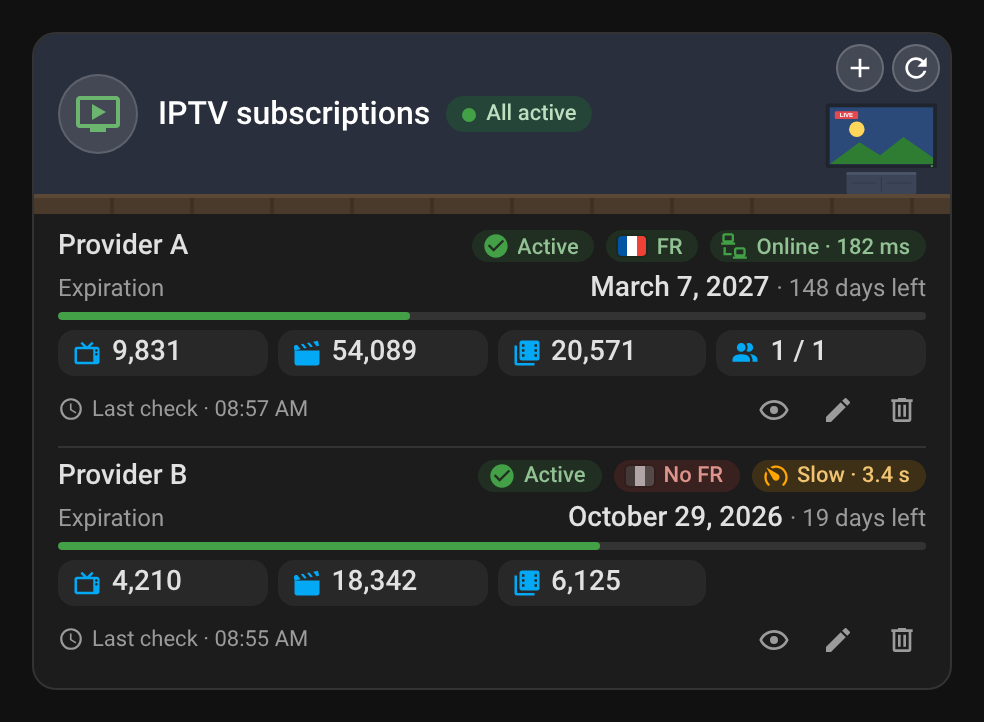 IPTV subscriptions
All active
LIVE
Provider A
Active
FR
Online · 182 ms
Expiration
March 7, 2027 · 148 days left
9,831
54,089
20,571
1 / 1
Last check · 08:57 AM
Provider B
Active
No FR
Slow · 3.4 s
Expiration
October 29, 2026 · 19 days left
4,210
18,342
6,125
Last check · 08:55 AM